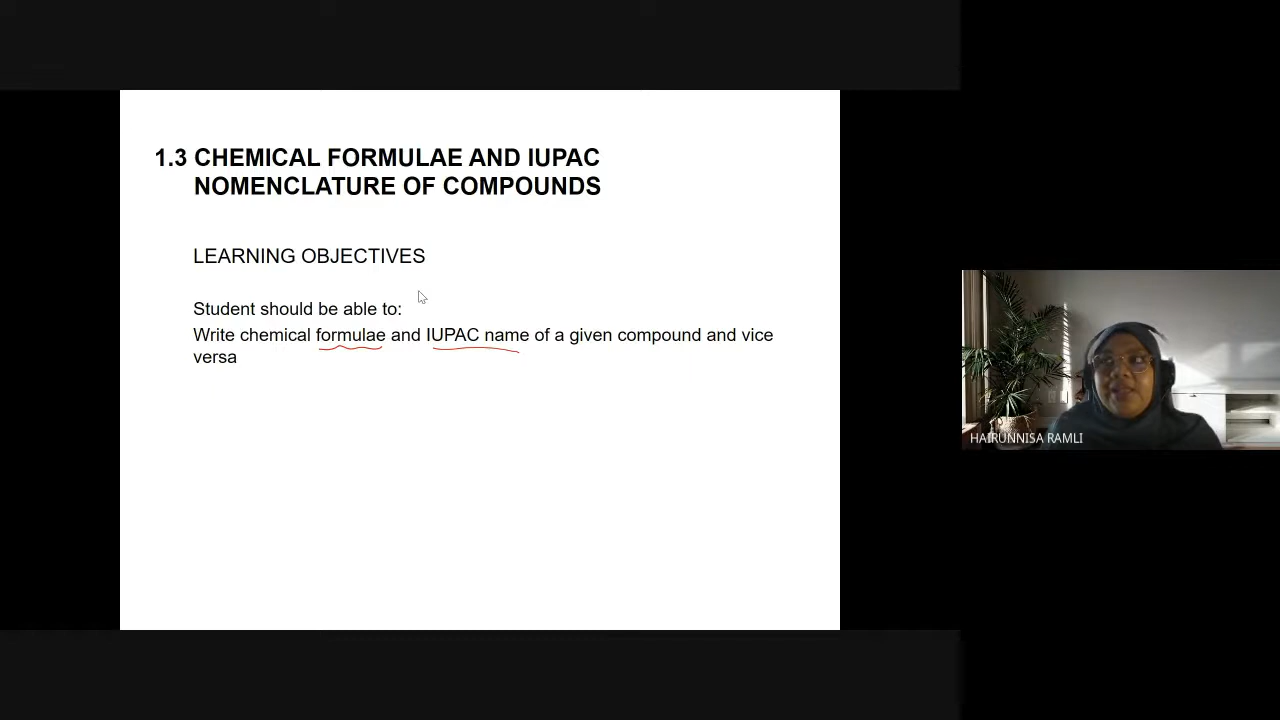 1.3 CHEMICAL FORMULAE AND IUPAC
NOMENCLATURE OF COMPOUNDS
LEARNING OBJECTIVES
Student should be able to:
Write chemical formulae and IUPAC name of a given compound and vice
versa
HAIRUNNISA RAMLI